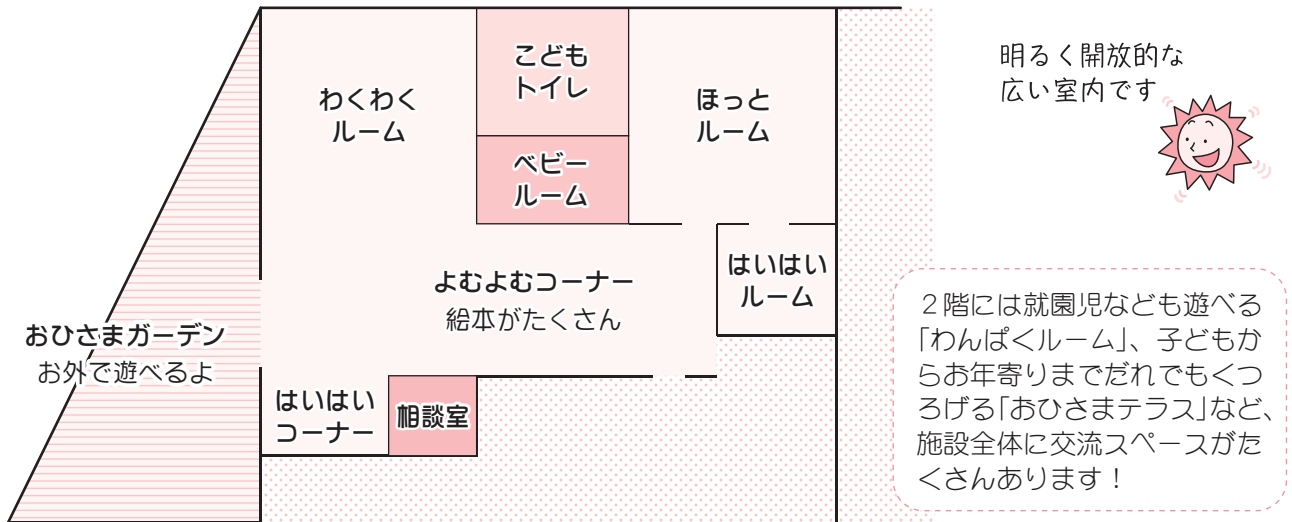 わくわく
ルーム
こども
トイレ
ベビー
ルーム
ほっと
ルーム
明るく開放的な
広い室内です
よむよむコーナー
絵本がたくさん
はいはい
ルーム
おひさまガーデン
お外で遊べるよ
はいはい
コーナー
相談室
２階には就園児なども遊べる
「わんぱくルーム」、子どもか
らお年寄りまでだれでもくつ
ろげる「おひさまテラス」など、
施設全体に交流スペースがた
くさんあります！